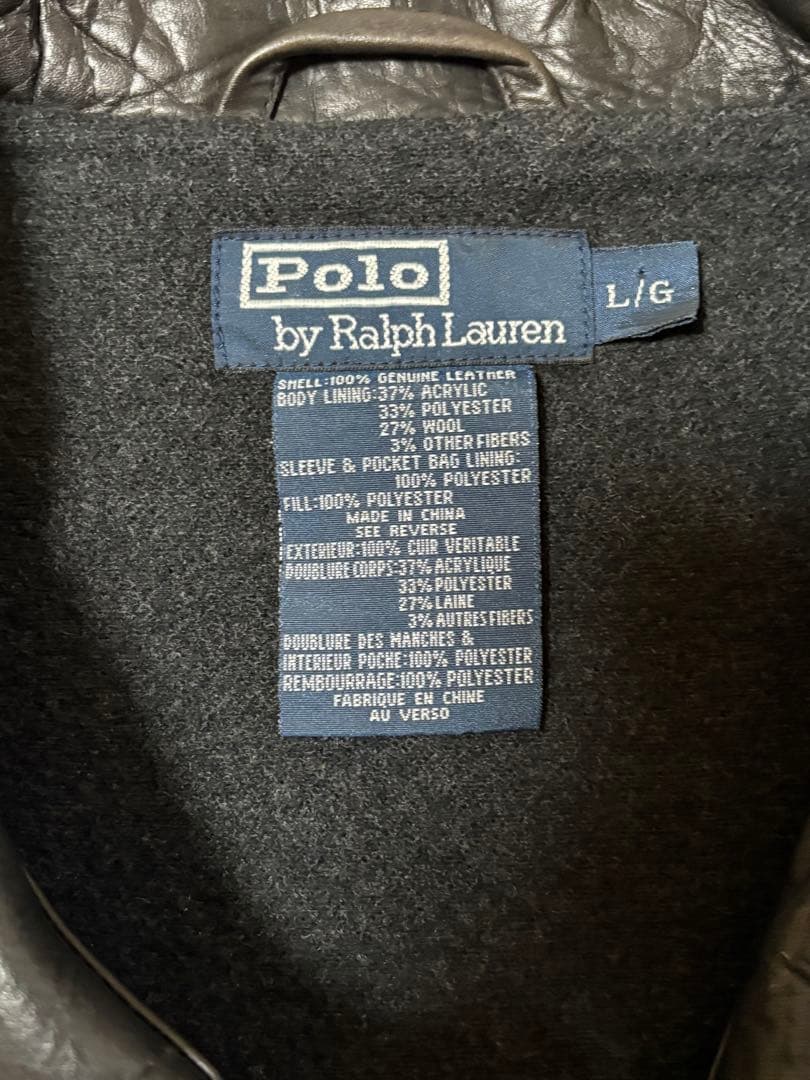 Polo
by Ralph Lauren
L/G
SHELL:100% GENUINE LEATHER
BODY LINING:37% ACRYLIC
33% POLYESTER
27% WOOL
3% OTHER FIBERS
SLEEVE & POCKET BAG LINING:
100% POLYESTER
FILL:100% POLYESTER
MADE IN CHINA
SEE REVERSE
EXTERIEUR:100% CUIR VERITABLE
DOUBLURE CORPS:37% ACRYLIQUE
33% POLYESTER
27% LAINE
3% AUTRES FIBERS
DOUBLURE DES MANCHES &
INTERIEUR POCHE:100% POLYESTER
REMBOURRAGE:100% POLYESTER
FABRIQUE EN CHINE
AU VERSO